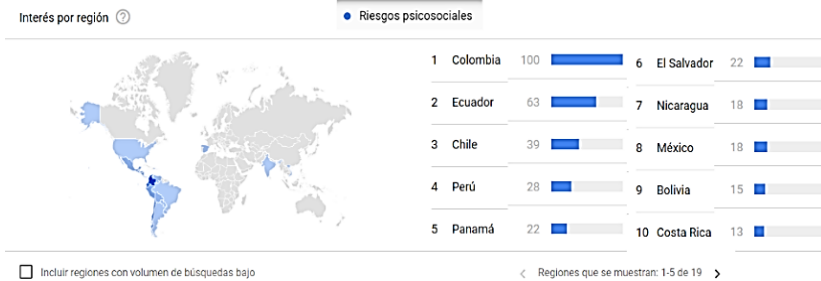 Interés por región
Riesgos psicosociales
1 Colombia 100
2 Ecuador 63
3 Chile 39
4 Perú 28
5 Panamá 22
6 El Salvador 22
7 Nicaragua 18
8 México 18
9 Bolivia 15
10 Costa Rica 13
Incluir regiones con volumen de búsquedas bajo
Regiones que se muestran: 1-5 de 19